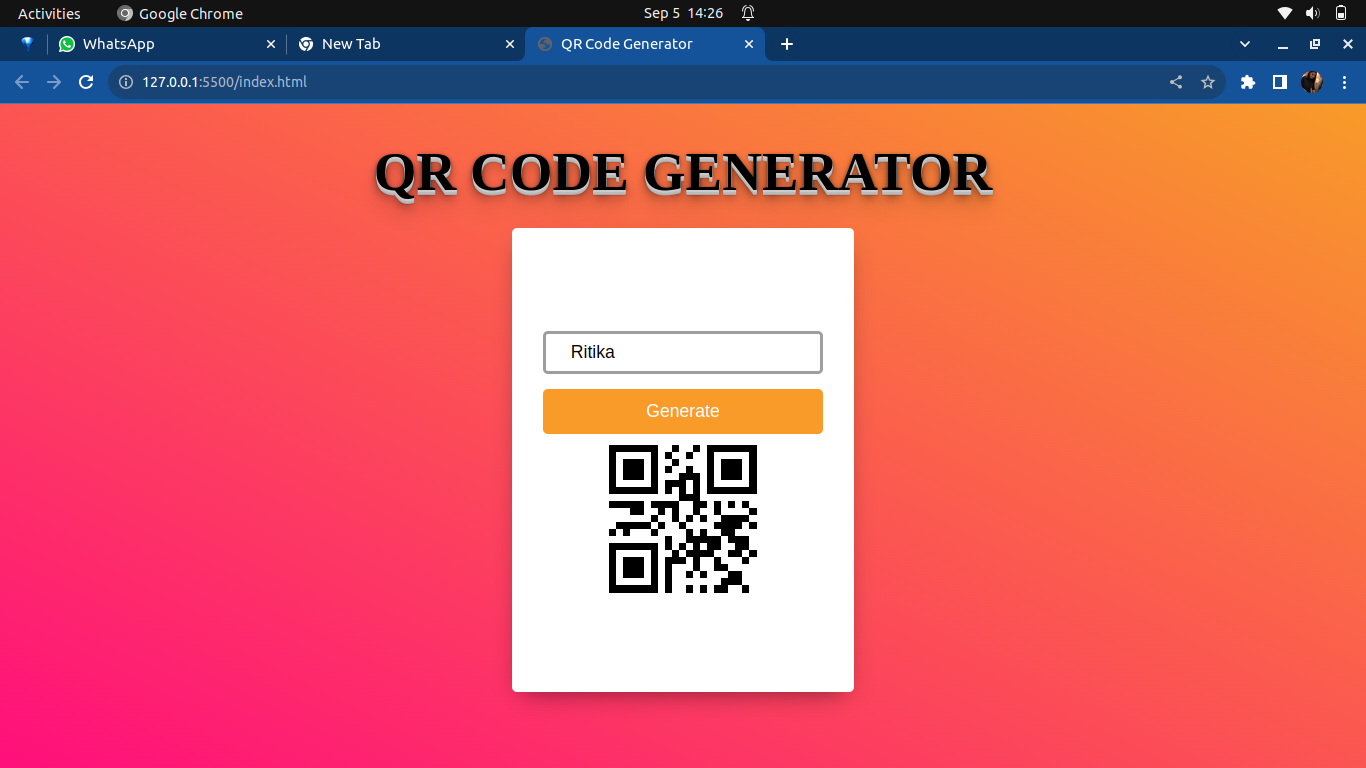 Activities Google Chrome Sep 5 14:26
WhatsApp New Tab QR Code Generator
127.0.0.1:5500/index.html
QR CODE GENERATOR
Ritika
Generate